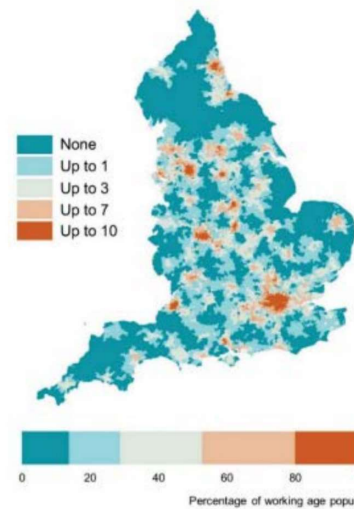 None
Up to 1
Up to 3
Up to 7
Up to 10
0
20
40
60
80
Percentage of working age popu